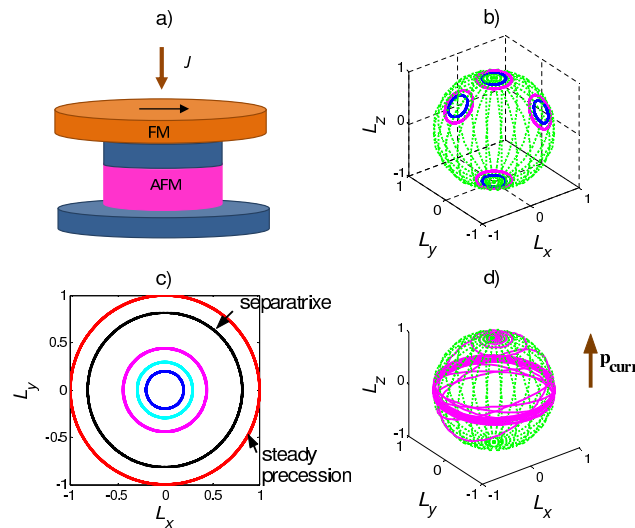 a)
J
FM
AFM
b)
1
0
-1
L_z
1
0
-1
L_y
-1
0
1
L_x
c)
1
0.5
0
-0.5
-1
L_y
-1
-0.5
0
0.5
1
L_x
separatrixe
steady
precession
d)
1
0
-1
L_z
1
0
-1
L_y
-1
0
1
L_x
p_curr